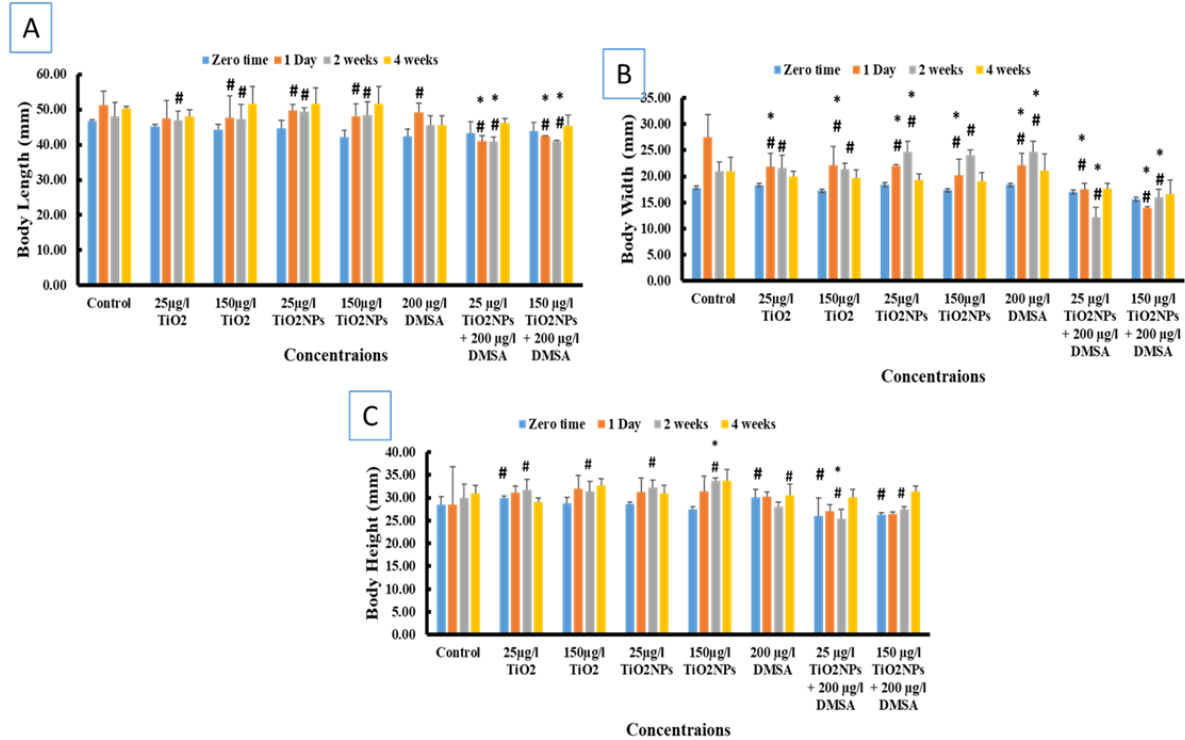 A
Zero time 1 Day 2 weeks 4 weeks
Body Length (mm)
60.00
50.00
40.00
30.00
20.00
10.00
0.00
# # # # # # # # * * # #
* * # #
Control 25µg/l 150µg/l 25µg/l 150µg/l 200 µg/l 25 µg/l 150 µg/l
TiO2 TiO2 TiO2NPs TiO2NPs DMSA TiO2NPs TiO2NPs
+ 200 µg/l + 200 µg/l
DMSA DMSA
Concentraions
B
Zero time 1 Day 2 weeks 4 weeks
Body Width (mm)
35.00
30.00
25.00
20.00
15.00
10.00
5.00
0.00
* # # * # # * # * # * # # * # * # * # * # * # * #
Control 25µg/l 150µg/l 25µg/l 150µg/l 200 µg/l 25 µg/l 150 µg/l
TiO2 TiO2 TiO2NPs TiO2NPs DMSA TiO2NPs TiO2NPs
+ 200 µg/l + 200 µg/l
DMSA DMSA
Concentraions
C
Zero time 1 Day 2 weeks 4 weeks
Body Height (mm)
40.00
35.00
30.00
25.00
20.00
15.00
10.00
5.00
0.00
# # # # * # # # # * # # #
Control 25µg/l 150µg/l 25µg/l 150µg/l 200 µg/l 25 µg/l 150 µg/l
TiO2 TiO2 TiO2NPs TiO2NPs DMSA TiO2NPs TiO2NPs
+ 200 µg/l + 200 µg/l
DMSA DMSA
Concentraions